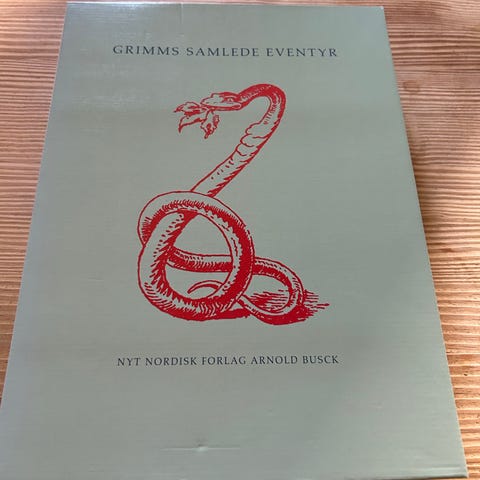 GRIMMS SAMLEDE EVENTYR
NYT NORDISK FORLAG ARNOLD BUSCK